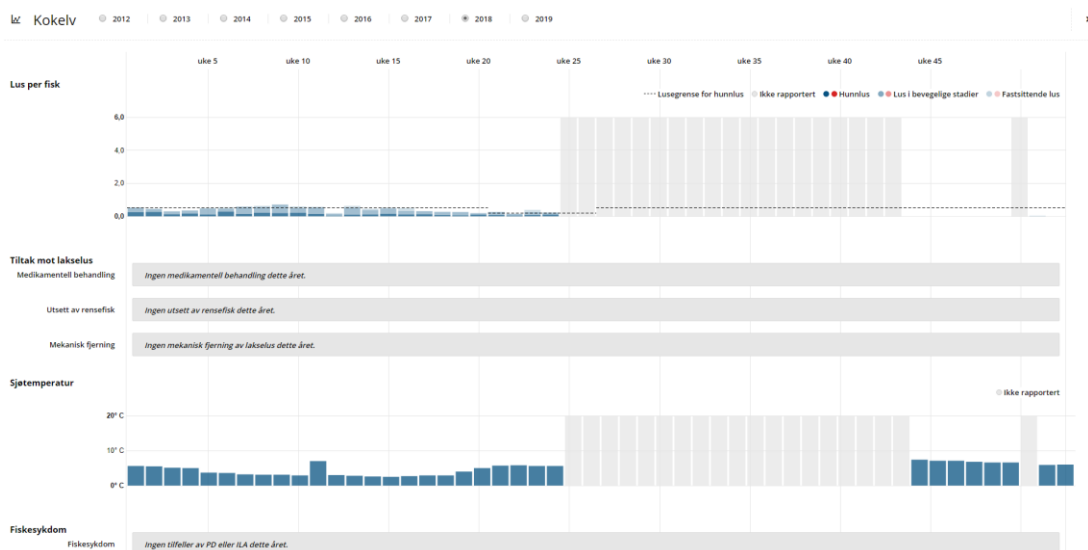 Kokelv 2012 2013 2014 2015 2016 2017 2018 2019
uke 5 uke 10 uke 15 uke 20 uke 25 uke 30 uke 35 uke 40 uke 45
Lus per fisk
Lusegrense for hunnlus Ikke rapportert Hunnlus Lus i bevegelige stadier Fastsittende lus
6,0
4,0
2,0
0,0
Tiltak mot lakselus
Medikamentell behandling Ingen medikamentell behandling dette året.
Utsett av rensefisk Ingen utsett av rensefisk dette året.
Mekanisk fjerning Ingen mekanisk fjerning av lakselus dette året.
Sjøtemperatur
Ikke rapportert
20° C
10° C
0° C
Fiskesykdom
Fiskesykdom Ingen tilfeller av PD eller ILA dette året.